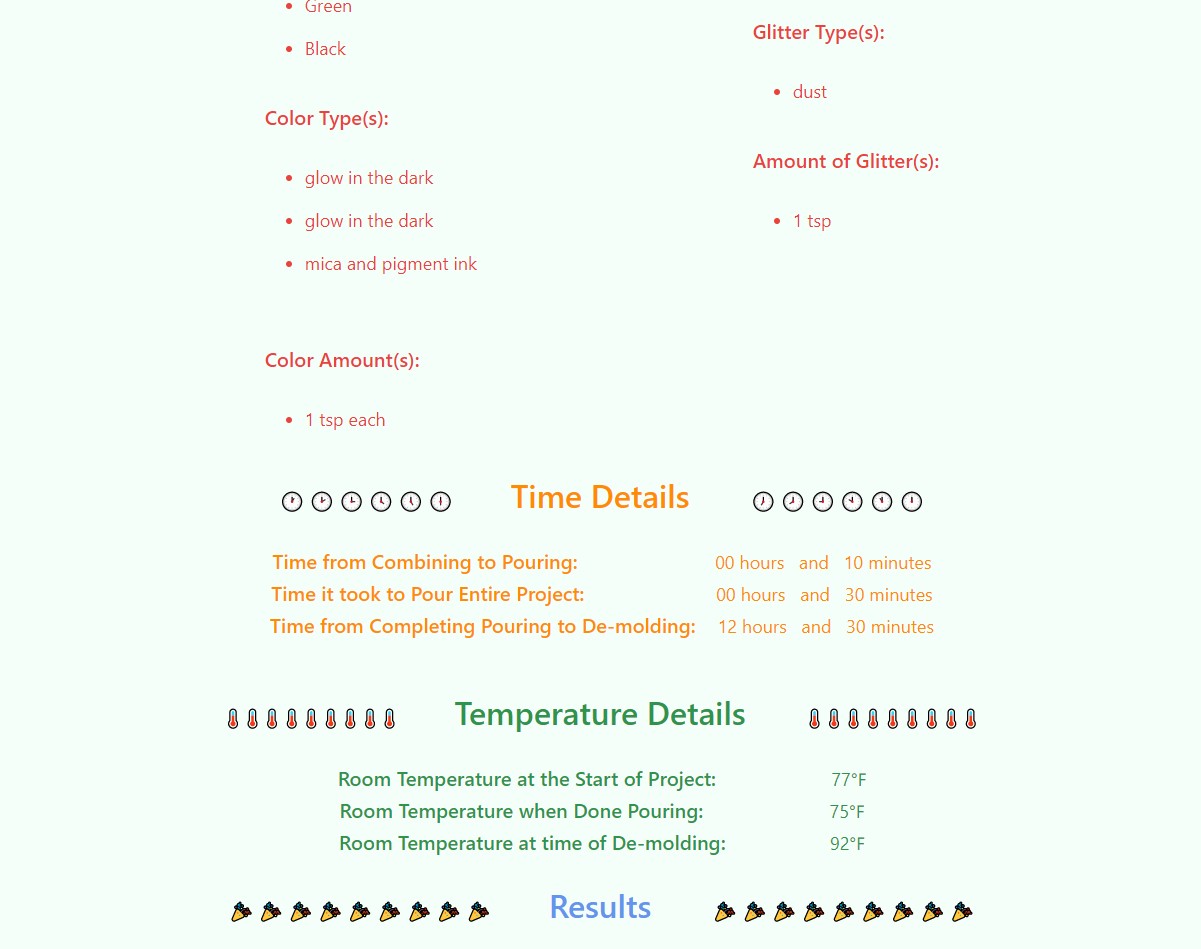 Green
Black
Color Type(s):
glow in the dark
glow in the dark
mica and pigment ink
Color Amount(s):
1 tsp each
Glitter Type(s):
dust
Amount of Glitter(s):
1 tsp
Time Details
Time from Combining to Pouring: 00 hours and 10 minutes
Time it took to Pour Entire Project: 00 hours and 30 minutes
Time from Completing Pouring to De-molding: 12 hours and 30 minutes
Temperature Details
Room Temperature at the Start of Project: 77°F
Room Temperature when Done Pouring: 75°F
Room Temperature at time of De-molding: 92°F
Results